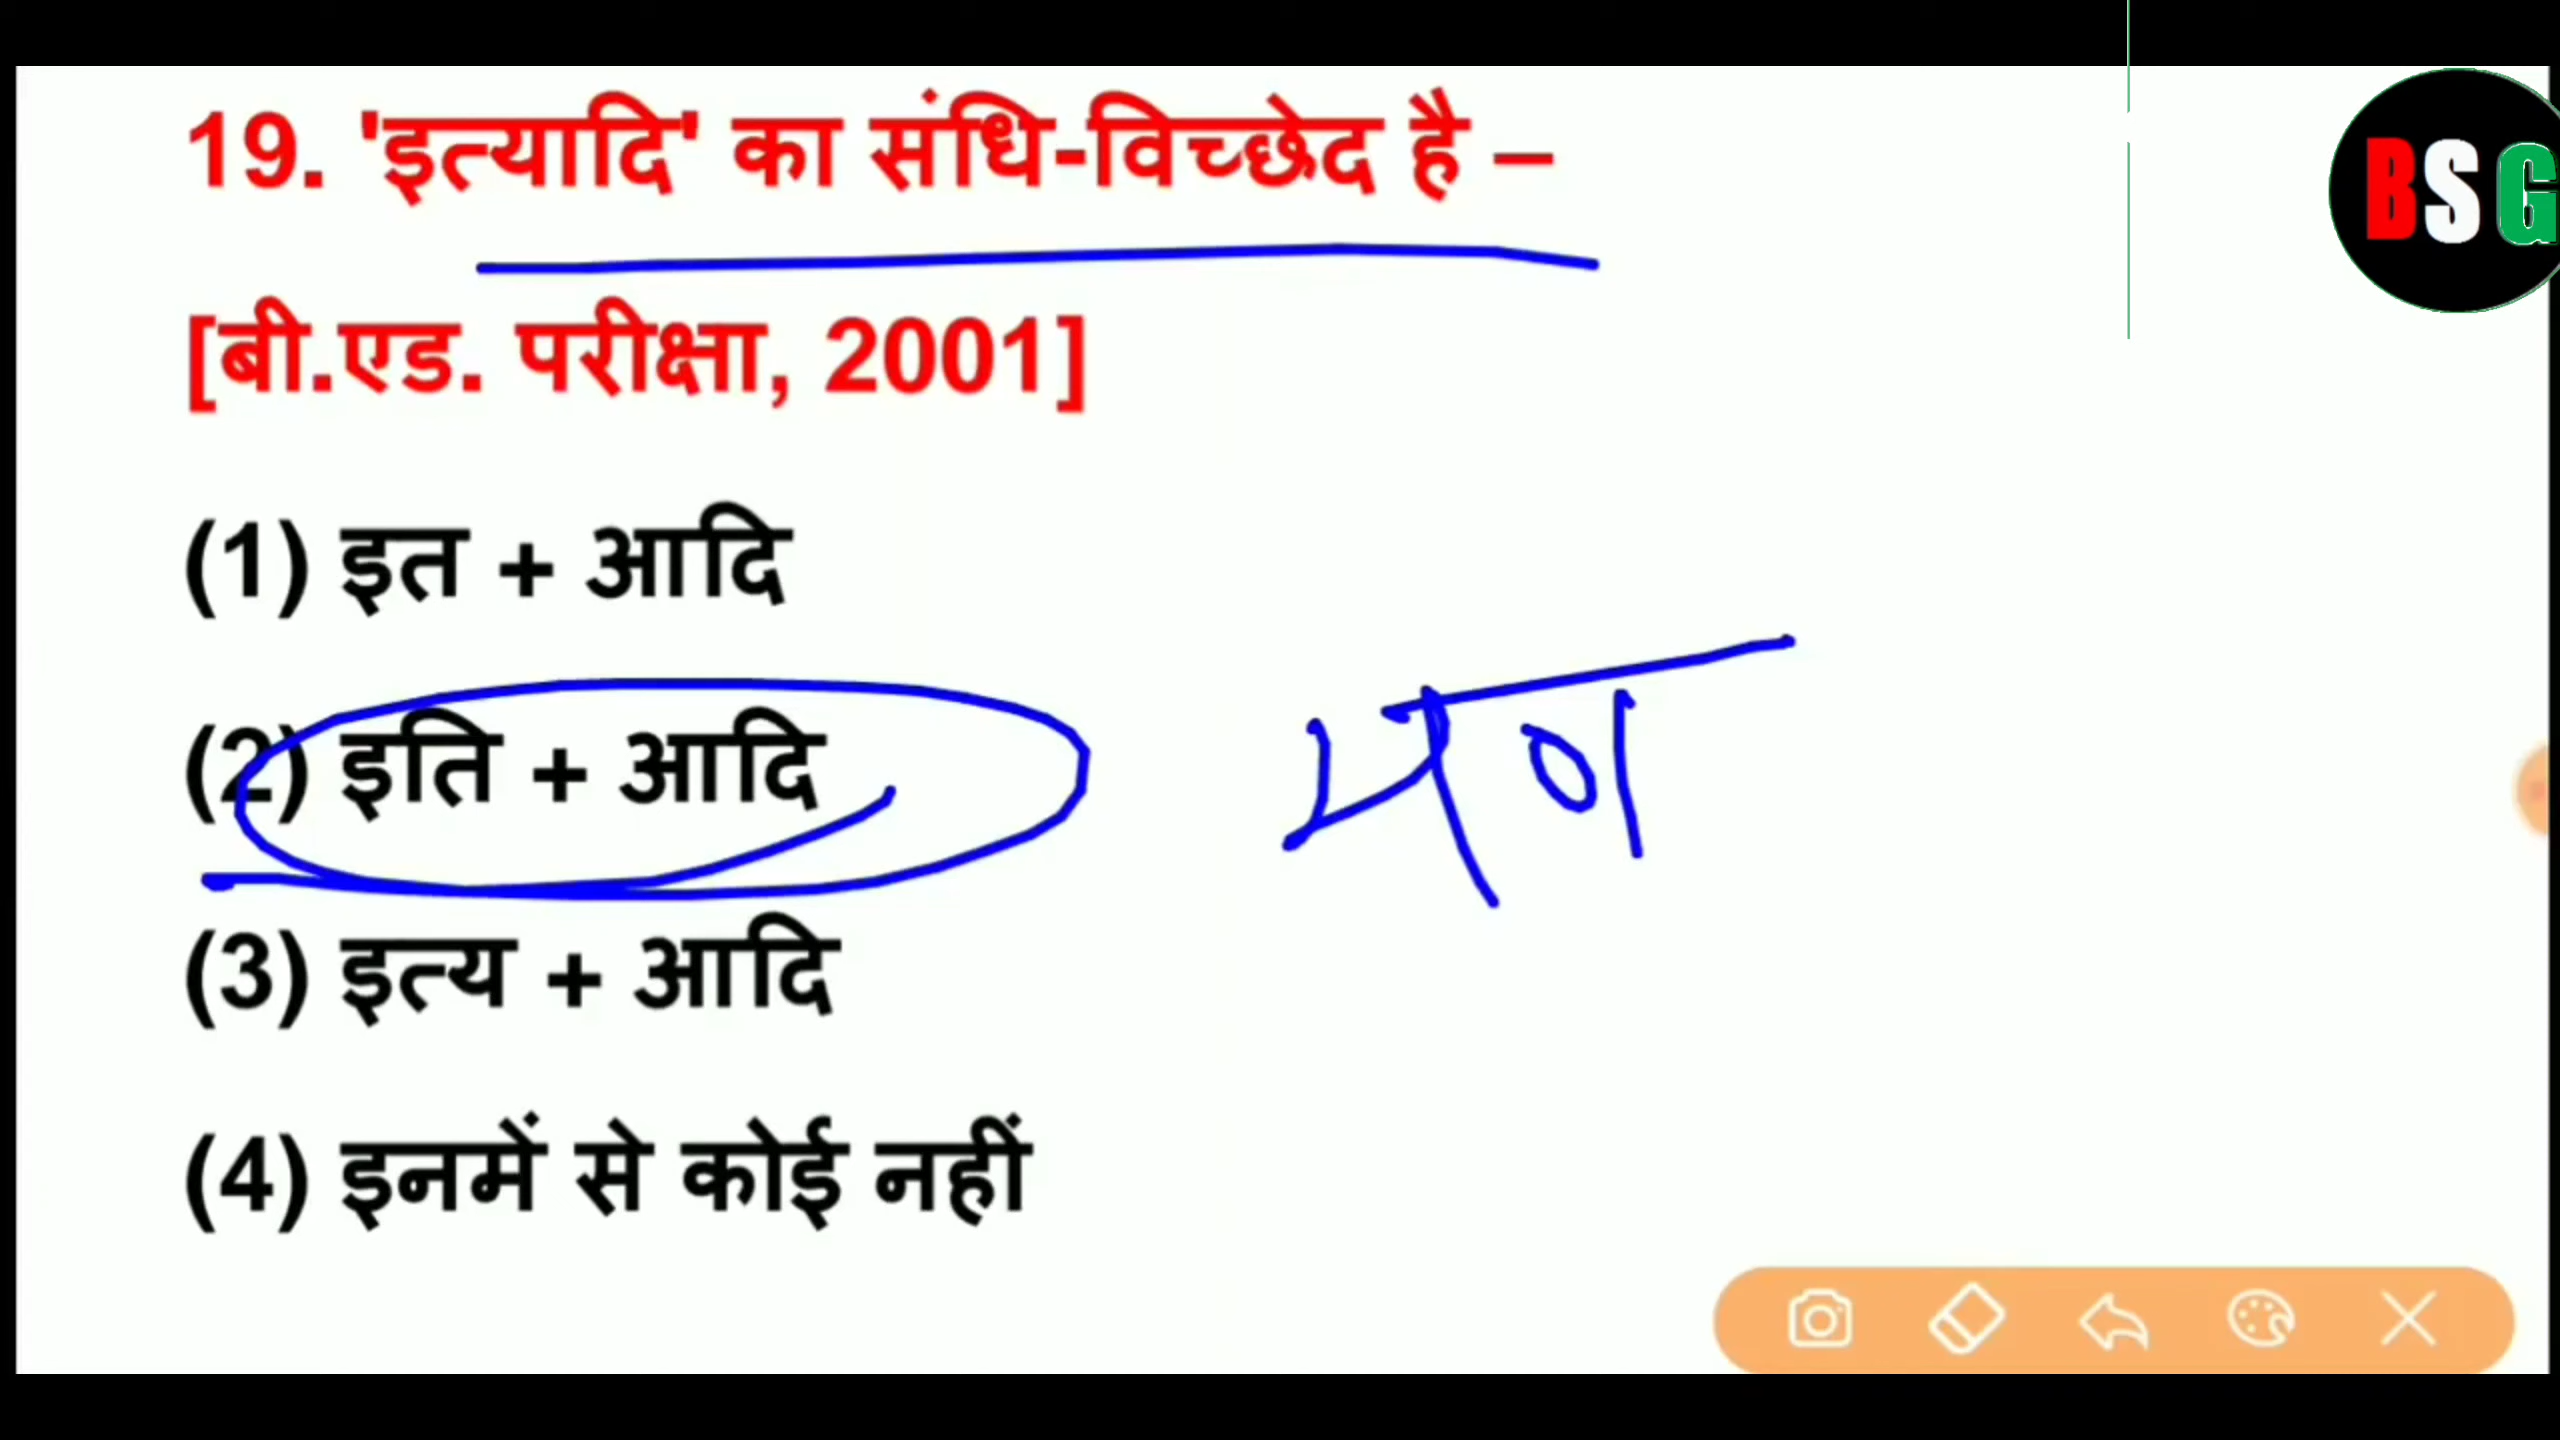 19. 'इत्यादि' का संधि-विच्छेद है –
BSG
[बी.एड. परीक्षा, 2001]
(1) इत + आदि
(2) इति + आदि
यण
(3) इत्य + आदि
(4) इनमें से कोई नहीं